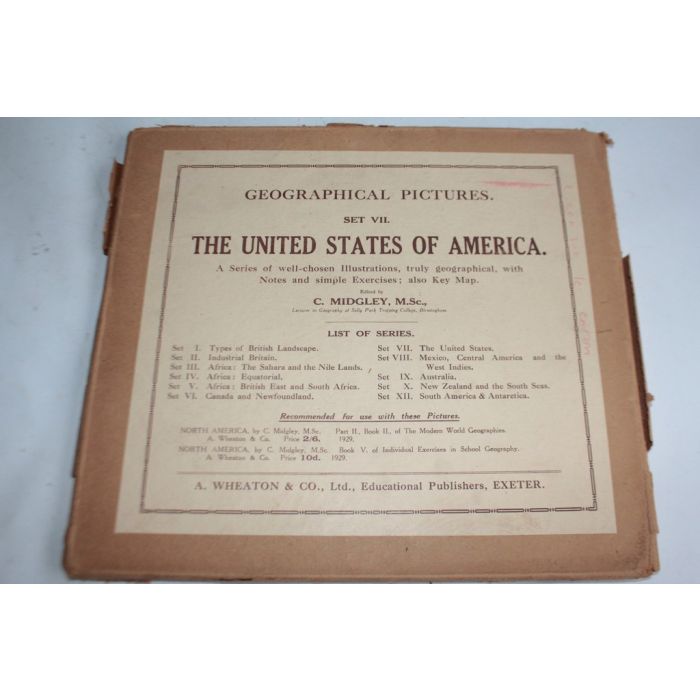 GEOGRAPHICAL PICTURES.
SET VII.
THE UNITED STATES OF AMERICA.
A Series of well-chosen Illustrations, truly geographical, with
Notes and simple Exercises; also Key Map.
Edited by
C. MIDGLEY, M.Sc.,
Lecturer in Geography at Selly Park Training College, Birmingham.
LIST OF SERIES.
Set I. Types of British Landscape.
Set II. Industrial Britain.
Set III. Africa: The Sahara and the Nile Lands.
Set IV. Africa: Equatorial,
Set V. Africa: British East and South Africa.
Set VI. Canada and Newfoundland.
Set VII. The United States.
Set VIII. Mexico, Central America and the
West Indies.
Set IX. Australia.
Set X. New Zealand and the South Seas.
Set XII. South America & Antarctica.
Recommended for use with these Pictures.
NORTH AMERICA, by C. Midgley, M.Sc. Part II., Book II., of The Modern World Geographies.
A. Wheaton & Co. Price 2/6. 1929.
NORTH AMERICA, by C. Midgley, M.Sc. Book V. of Individual Exercises in School Geography.
A. Wheaton & Co. Price 10d. 1929.
A. WHEATON & CO., Ltd., Educational Publishers, EXETER.